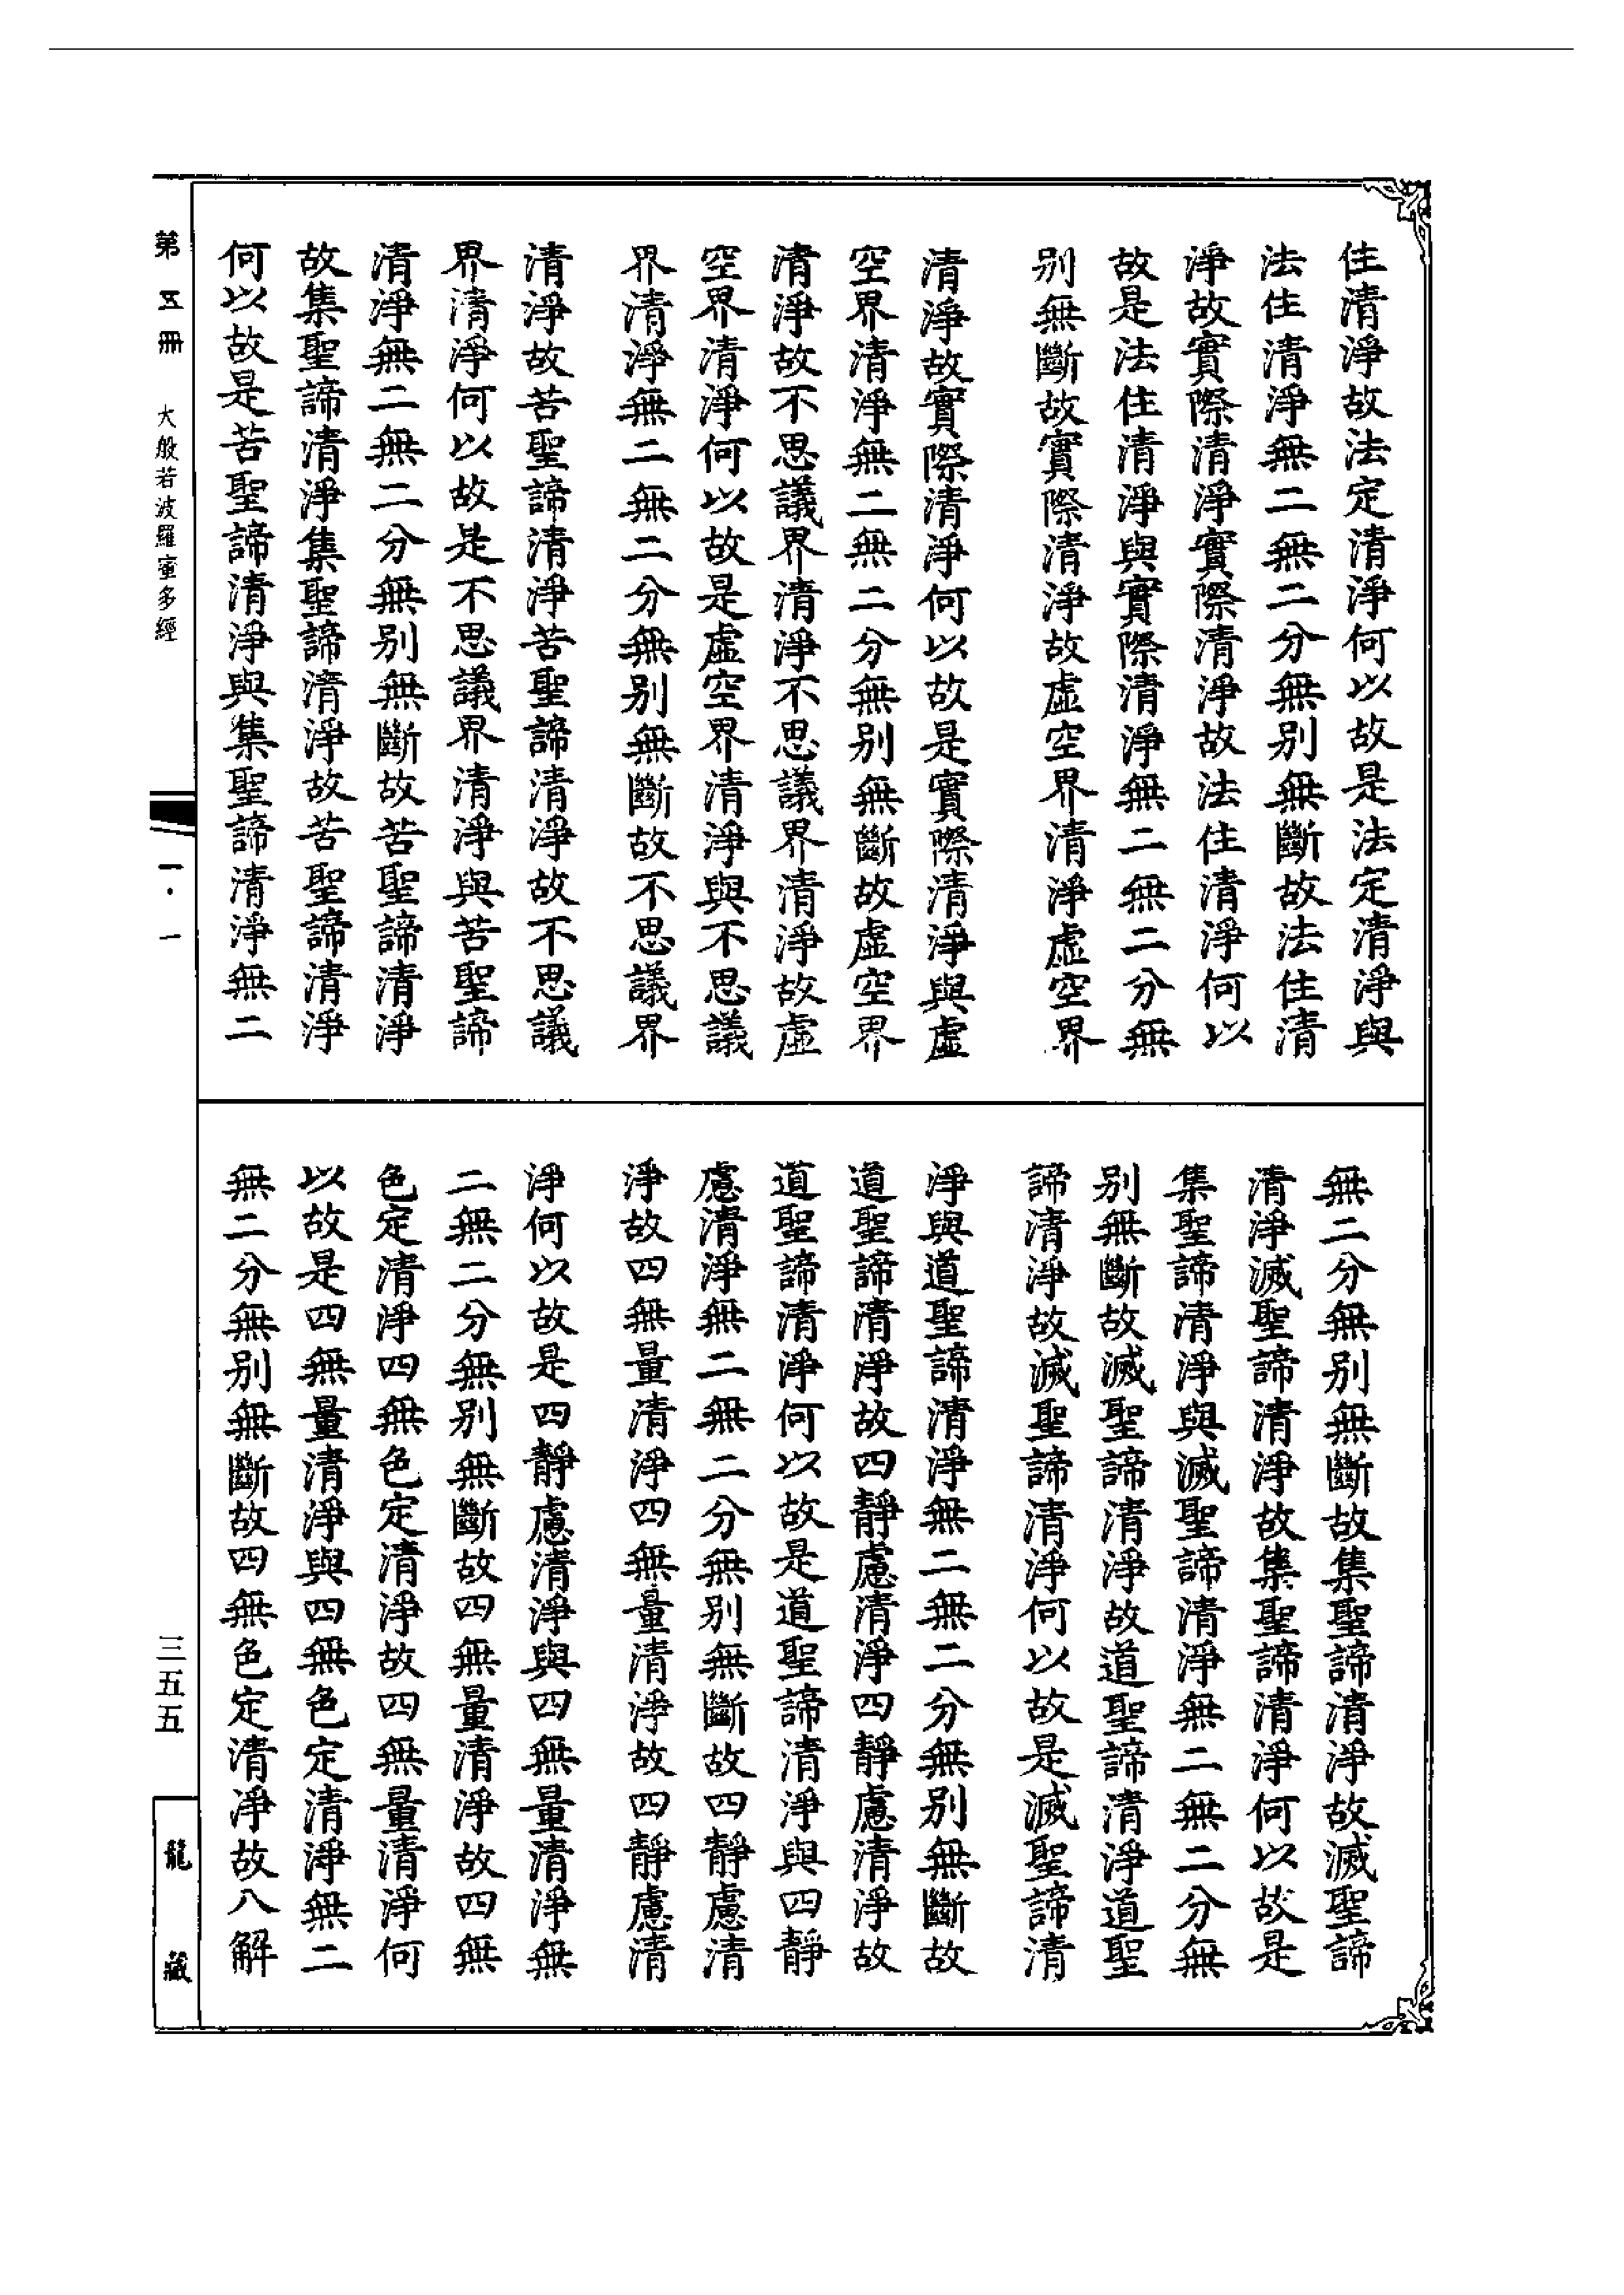 住清淨故法定清淨何以故是法定清淨與
法住清淨無二無二分無别無斷故法住清
淨故實際清淨實際清淨故法住清淨何以
故是法住清淨與實際清淨無二無二分無
别無斷故實際清淨故虛空界清淨虛空界
清淨故實際清淨何以故是實際清淨與虛
空界清淨無二無二分無别無斷故虛空界
清淨故不思議界清淨不思議界清淨故虛
空界清淨何以故是虛空界清淨與不思議
界清淨無二無二分無别無斷故不思議界
清淨故苦聖諦清淨苦聖諦清淨故不思議
界清淨何以故是不思議界清淨與苦聖諦
清淨無二無二分無别無斷故苦聖諦清淨
故集聖諦清淨集聖諦清淨故苦聖諦清淨
何以故是苦聖諦清淨與集聖諦清淨無二
無二分無别無斷故集聖諦清淨故滅聖諦
清淨滅聖諦清淨故集聖諦清淨何以故是
集聖諦清淨與滅聖諦清淨無二無二分無
别無斷故滅聖諦清淨故道聖諦清淨道聖
諦清淨故滅聖諦清淨何以故是滅聖諦清
淨與道聖諦清淨無二無二分無别無斷故
道聖諦清淨故四靜慮清淨四靜慮清淨故
道聖諦清淨何以故是道聖諦清淨與四靜
慮清淨無二無二分無别無斷故四靜慮清
淨故四無量清淨四無量清淨故四靜慮清
淨何以故是四靜慮清淨與四無量清淨無
二無二分無别無斷故四無量清淨故四無
色定清淨四無色定清淨故四無量清淨何
以故是四無量清淨與四無色定清淨無二
無二分無别無斷故四無色定清淨故八解
第五冊 大般若波羅蜜多經 一·一
三五五
龍藏